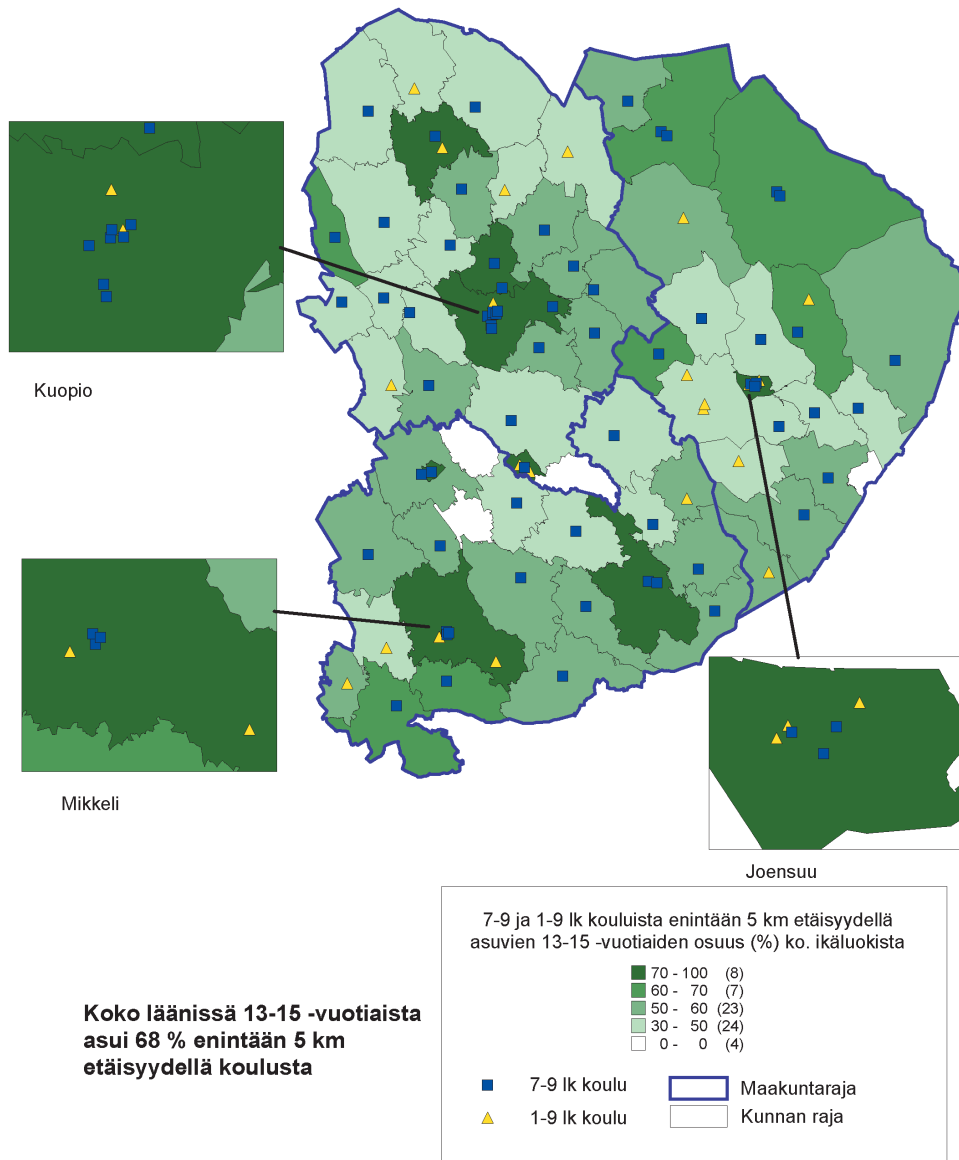 Kuopio
Mikkeli
Joensuu
7-9 ja 1-9 lk kouluista enintään 5 km etäisyydellä
asuvien 13-15 -vuotiaiden osuus (%) ko. ikäluokista
70 - 100 (8)
60 - 70 (7)
50 - 60 (23)
30 - 50 (24)
0 - 0 (4)
Koko läänissä 13-15 -vuotiaista
asui 68 % enintään 5 km
etäisyydellä koulusta
7-9 lk koulu Maakuntaraja
1-9 lk koulu Kunnan raja